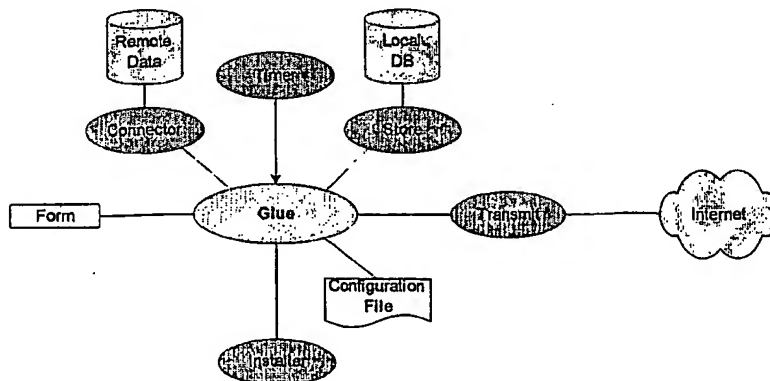 Remote
Data
Local
DB
Timer
Connector
Store
Form
Glue
Transmit
Internet
Configuration
File
Installer